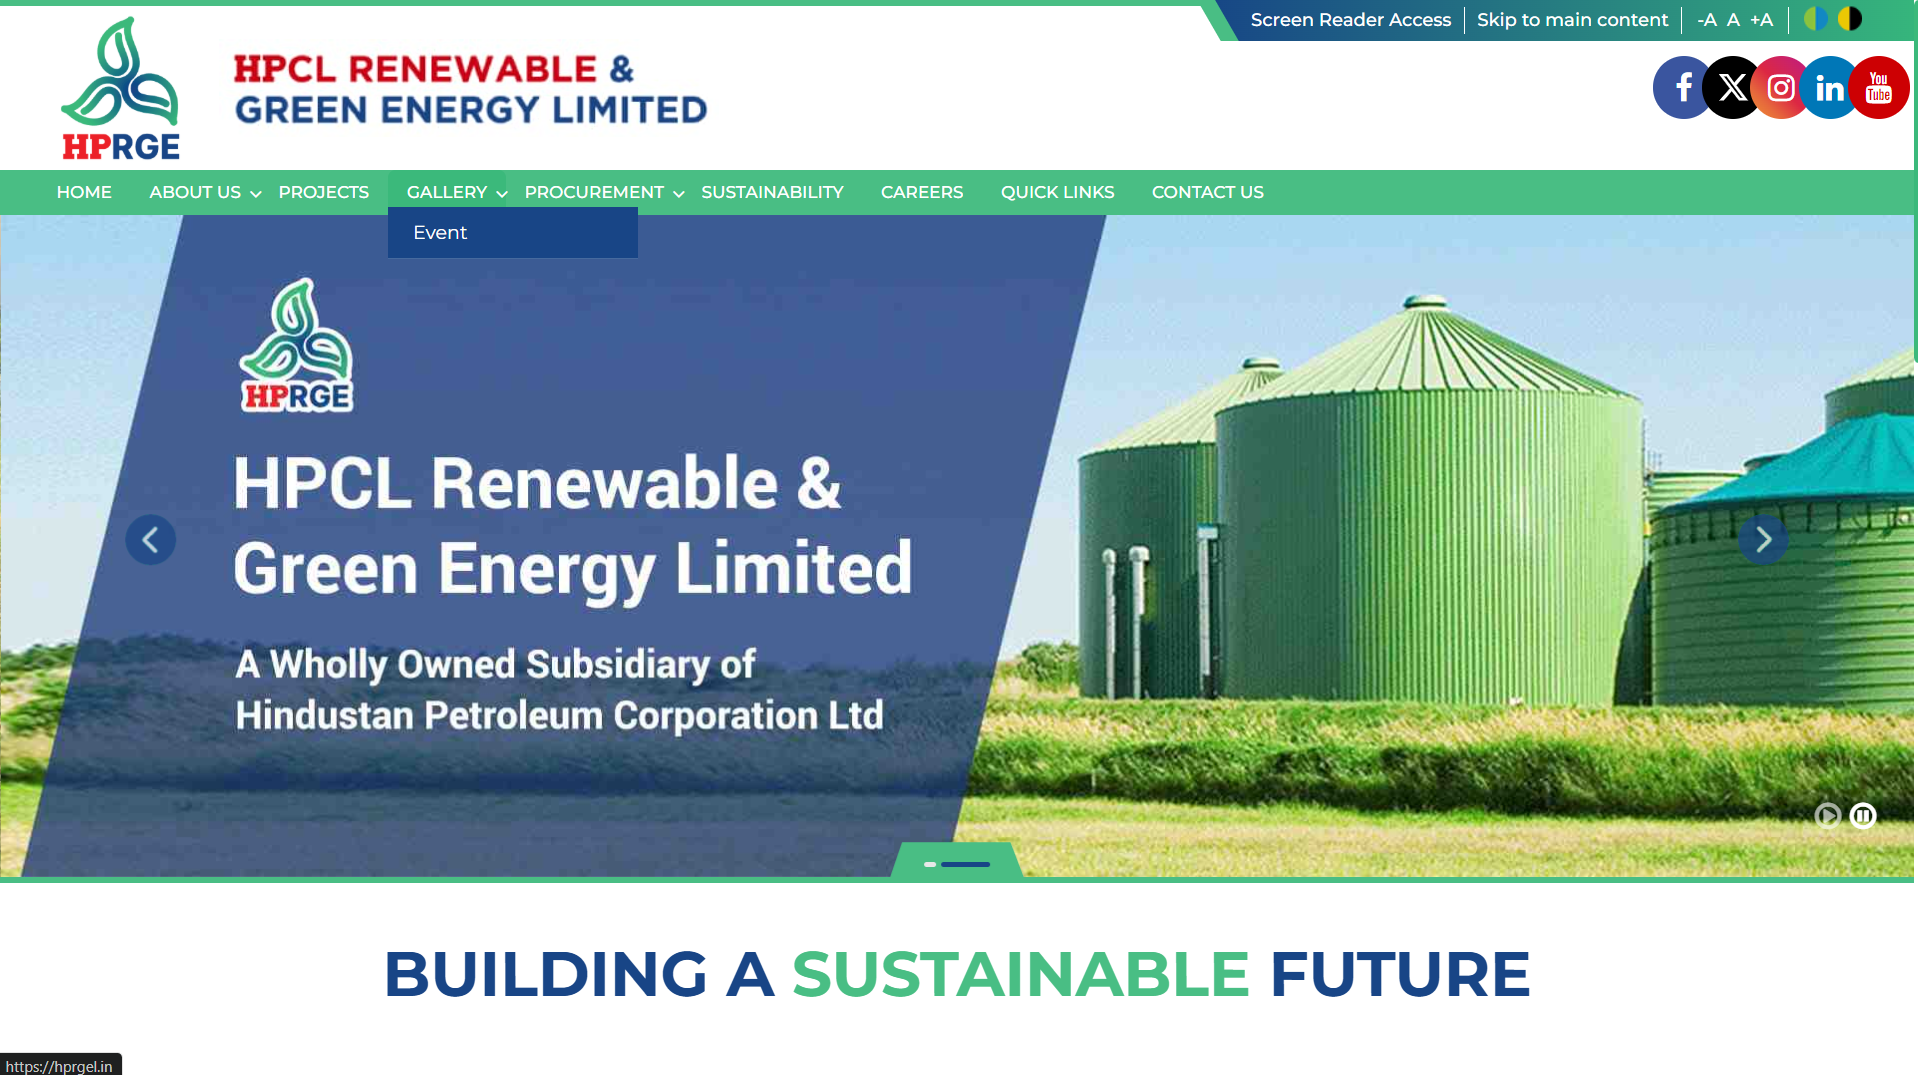 Screen Reader Access
Skip to main content
-A A +A
HPRGE
HPCL RENEWABLE &
GREEN ENERGY LIMITED
You
Tube
HOME
ABOUT US
PROJECTS
GALLERY
PROCUREMENT
SUSTAINABILITY
CAREERS
QUICK LINKS
CONTACT US
Event
HPRGE
HPCL Renewable &
Green Energy Limited
A Wholly Owned Subsidiary of
Hindustan Petroleum Corporation Ltd
BUILDING A SUSTAINABLE FUTURE
https://hprgel.in